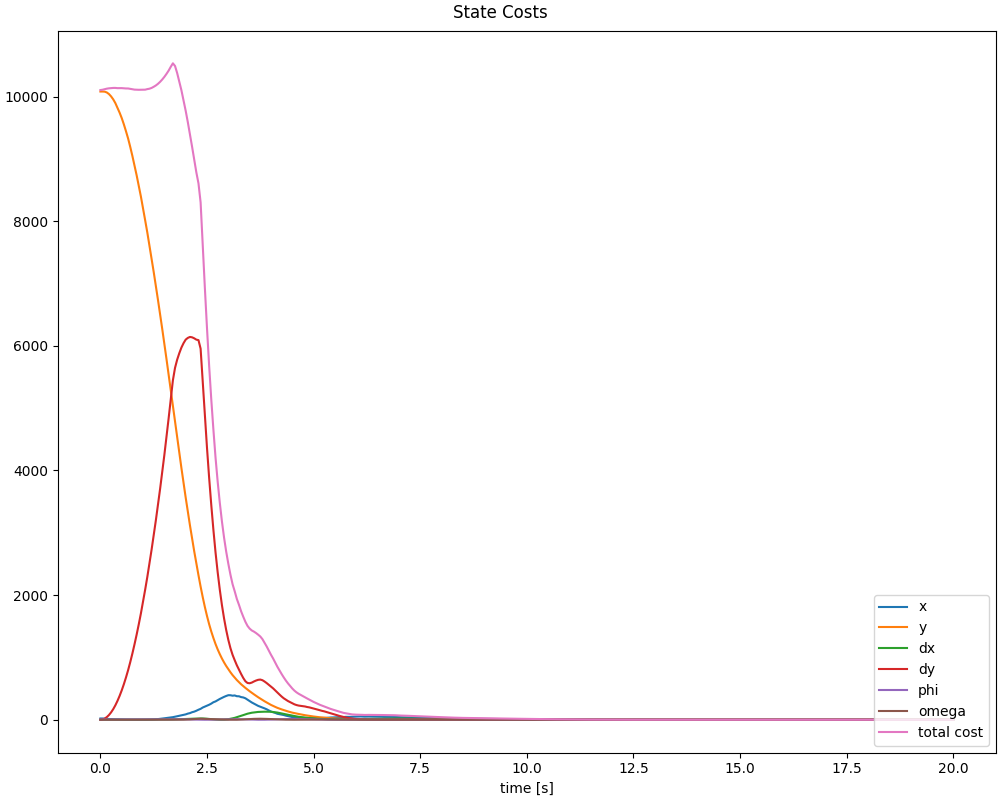 State Costs
10000
8000
6000
4000
2000
0
x
y
dx
dy
phi
omega
total cost
0.0 2.5 5.0 7.5 10.0 12.5 15.0 17.5 20.0
time [s]